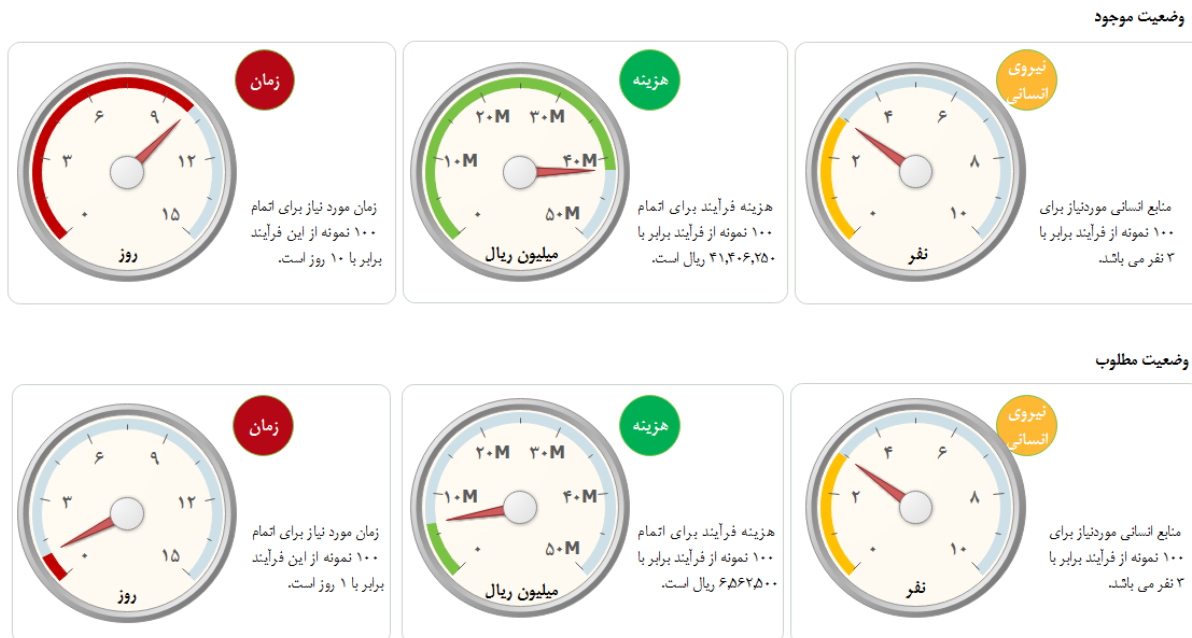 وضعیت موجود
نیروی
انسانی
۰
۲
۴
۶
۸
۱۰
نفر
منابع انسانی موردنیاز برای
۱۰۰ نمونه از فرآیند برابر با
۳ نفر می باشد.
هزینه
۰
۱۰M
۲۰M
۳۰M
۴۰M
۵۰M
میلیون ریال
هزینه فرآیند برای اتمام
۱۰۰ نمونه از فرآیند برابر با
۴۱,۴۰۶,۲۵۰ ریال است.
زمان
۰
۳
۶
۹
۱۲
۱۵
روز
زمان مورد نیاز برای اتمام
۱۰۰ نمونه از این فرآیند
برابر با ۱۰ روز است.
وضعیت مطلوب
نیروی
انسانی
۰
۲
۴
۶
۸
۱۰
نفر
منابع انسانی موردنیاز برای
۱۰۰ نمونه از فرآیند برابر با
۳ نفر می باشد.
هزینه
۰
۱۰M
۲۰M
۳۰M
۴۰M
۵۰M
میلیون ریال
هزینه فرآیند برای اتمام
۱۰۰ نمونه از فرآیند برابر با
۶,۵۶۲,۵۰۰ ریال است.
زمان
۰
۳
۶
۹
۱۲
۱۵
روز
زمان مورد نیاز برای اتمام
۱۰۰ نمونه از این فرآیند
برابر با ۱ روز است.